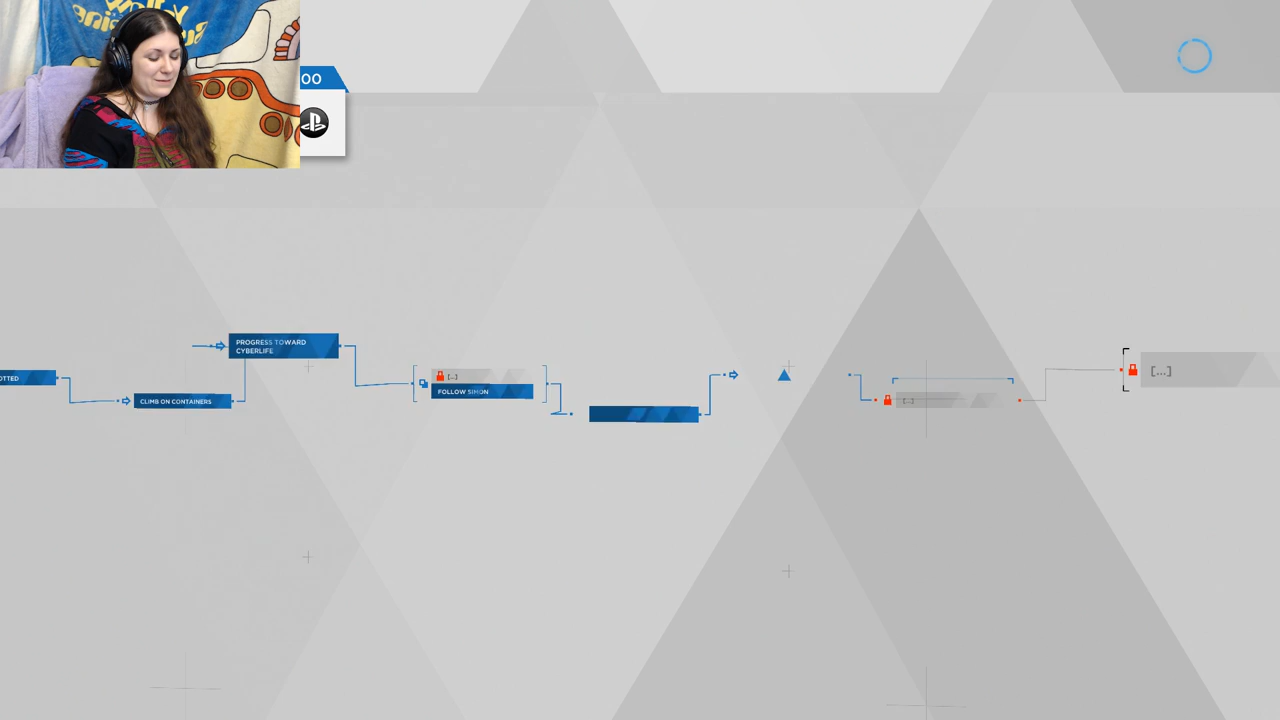 OO
PROGRESS TOWARD
CYBERLIFE
[...]
FOLLOW SIMON
OTTED
CLIMB ON CONTAINERS
[...]
[...]